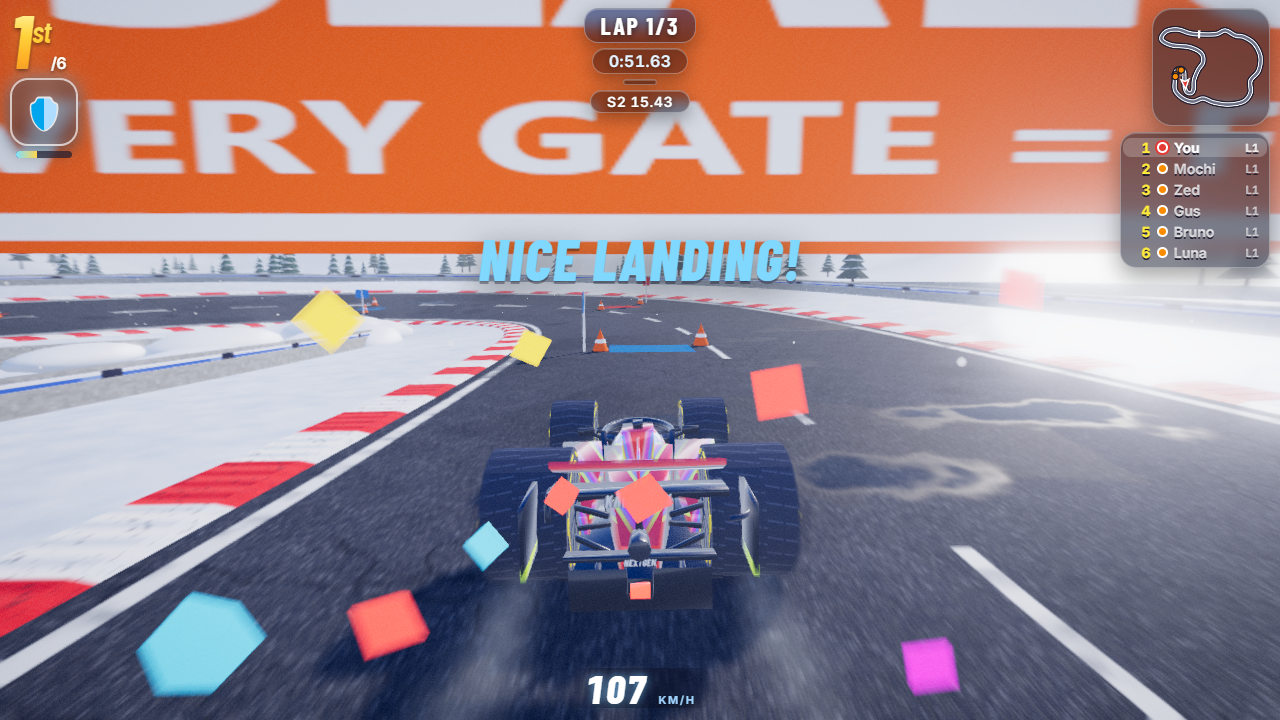 1st
/6
LAP 1/3
0:51.63
S2 15.43
VERY GATE =
NICE LANDING!
1 You L1
2 Mochi L1
3 Zed L1
4 Gus L1
5 Bruno L1
6 Luna L1
NEXTGEN
107 KM/H